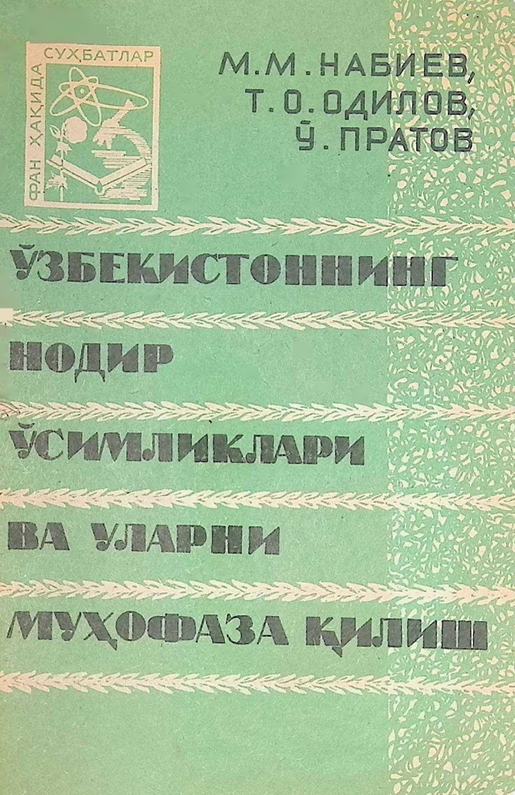 СУҲБАТЛАР
ФАН ҲАҚИДА
М.М.НАБИЕВ,
Т.О.ОДИЛОВ,
Ў.ПРАТОВ
ЎЗБЕКИСТОННИНГ
НОДИР
ЎСИМЛИКЛАРИ
ВА УЛАРНИ
МУҲОФАЗА ҚИЛИШ